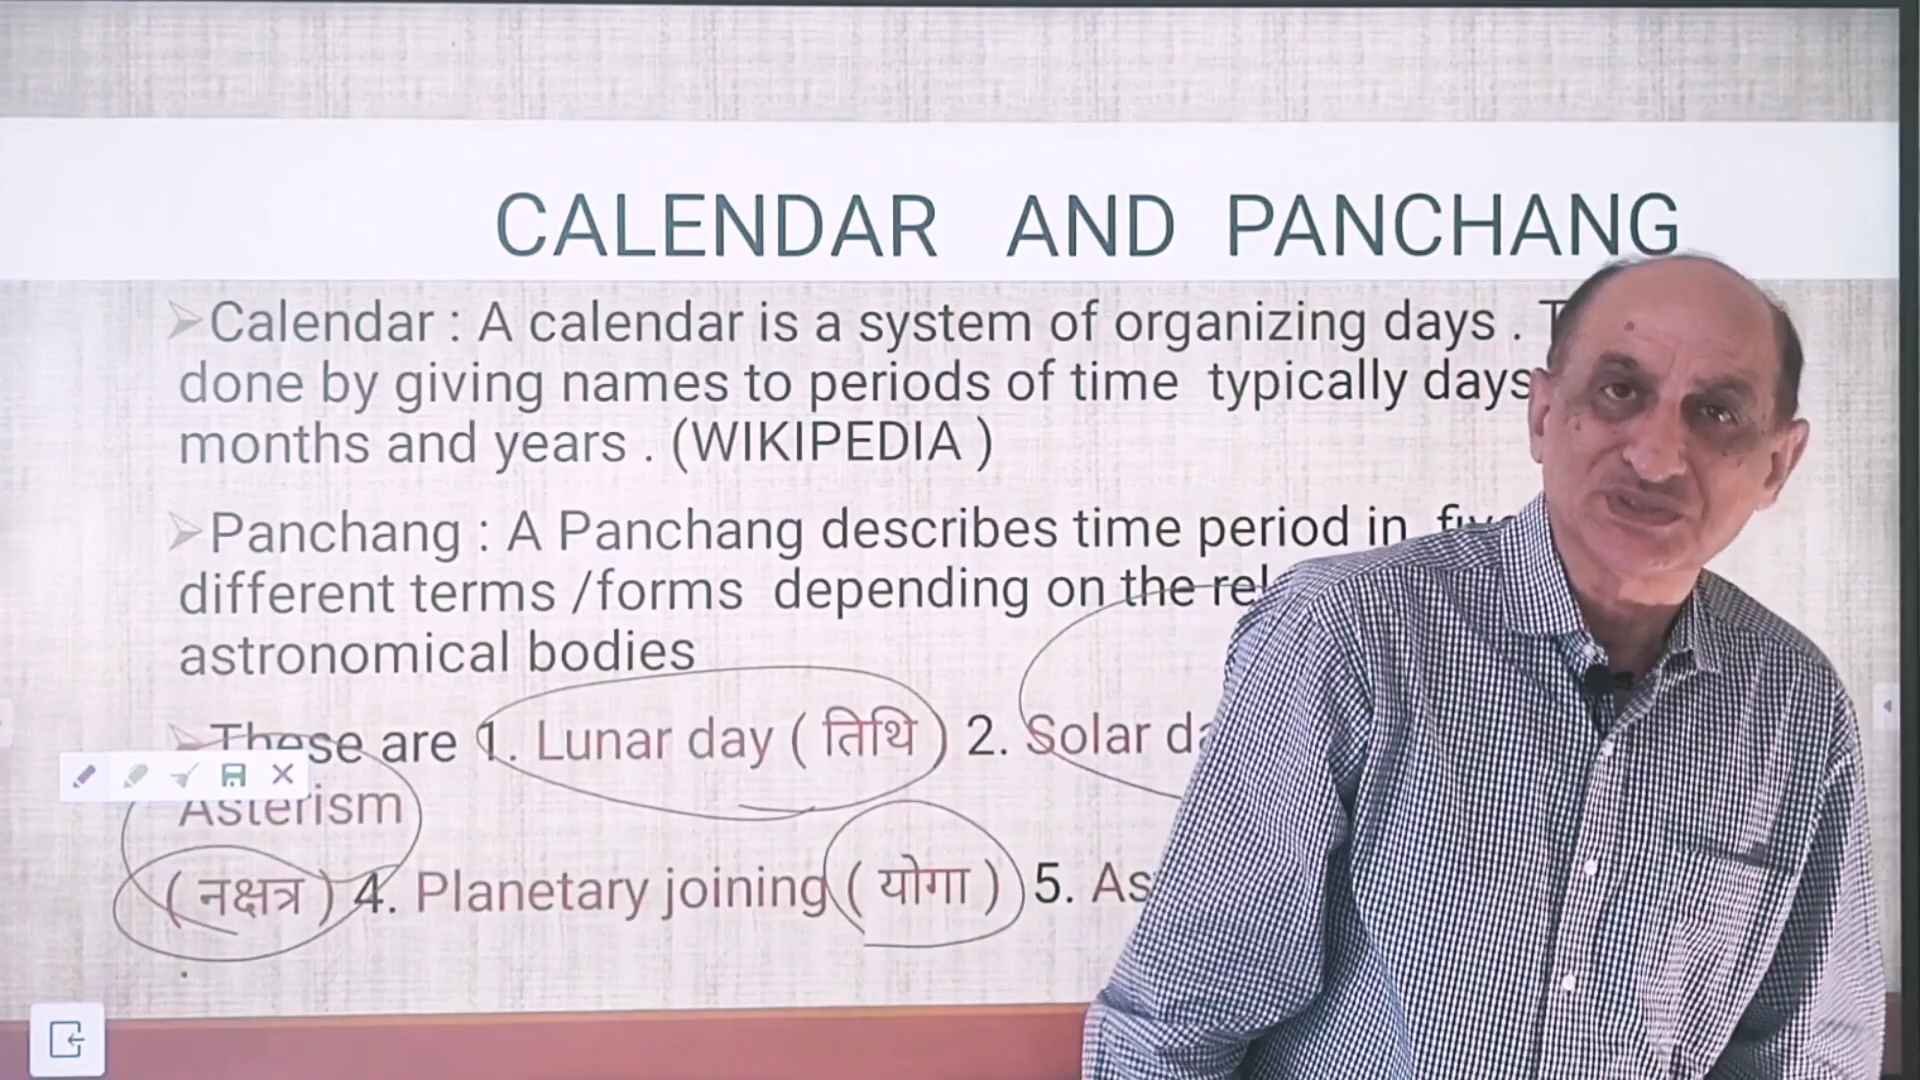 CALENDAR AND PANCHANG
➢Calendar : A calendar is a system of organizing days .
done by giving names to periods of time typically days
months and years . (WIKIPEDIA )
➢Panchang : A Panchang describes time period in
different terms /forms depending on the
astronomical bodies
➢These are 1. Lunar day ( तिथि ) 2. Solar
Asterism
( नक्षत्र ) 4. Planetary joining ( योगा ) 5.